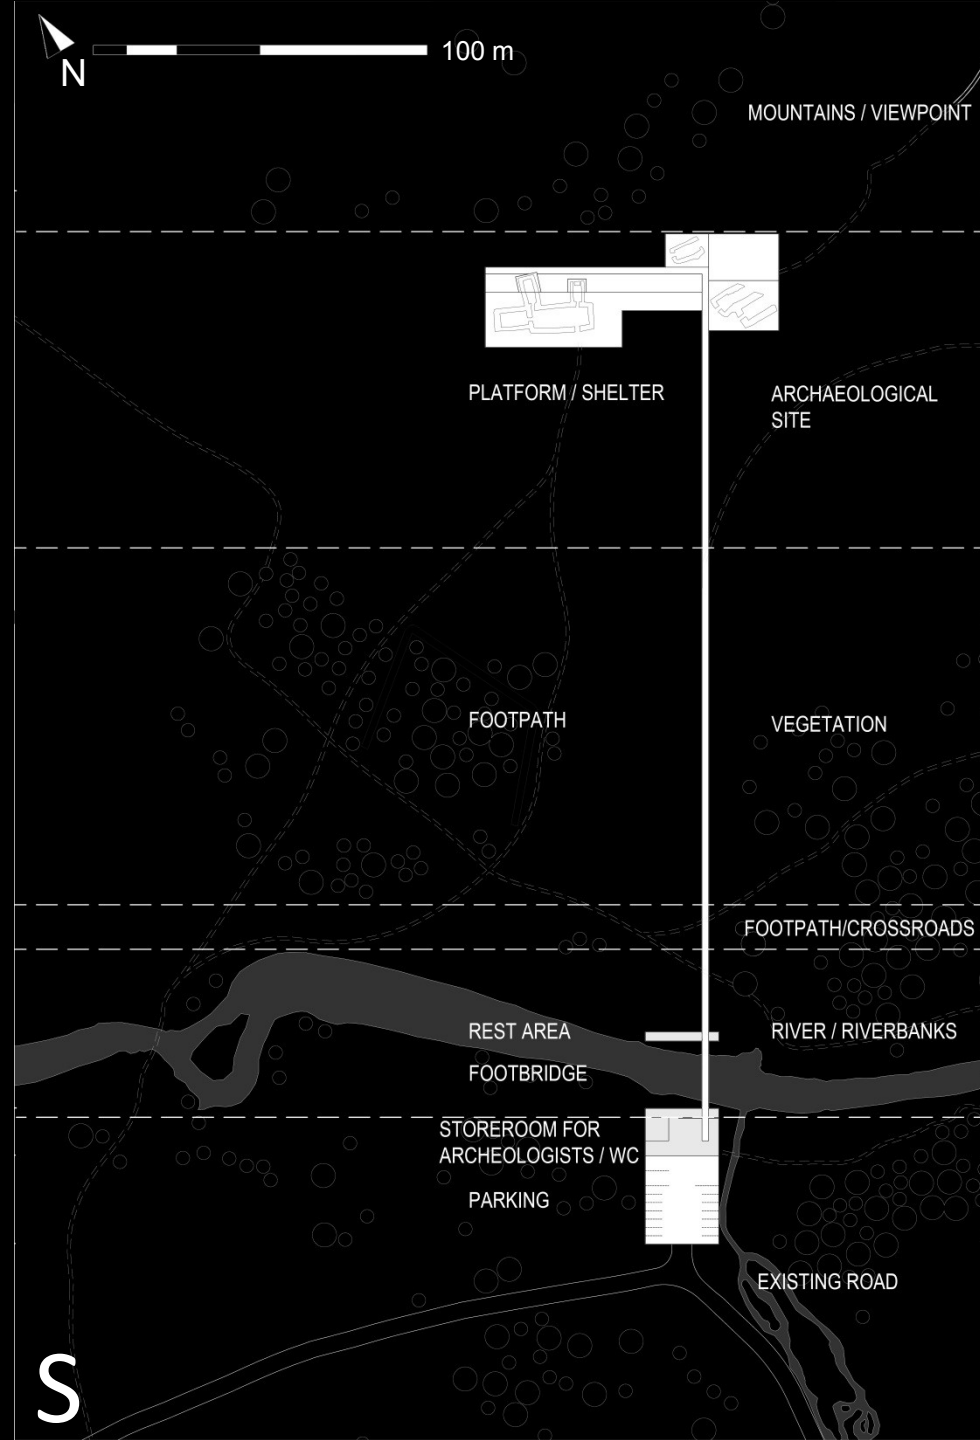 N
100 m
MOUNTAINS / VIEWPOINT
PLATFORM / SHELTER
ARCHAEOLOGICAL
SITE
FOOTPATH
VEGETATION
FOOTPATH/CROSSROADS
REST AREA
RIVER / RIVERBANKS
FOOTBRIDGE
STOREROOM FOR
ARCHEOLOGISTS / WC
PARKING
EXISTING ROAD
S